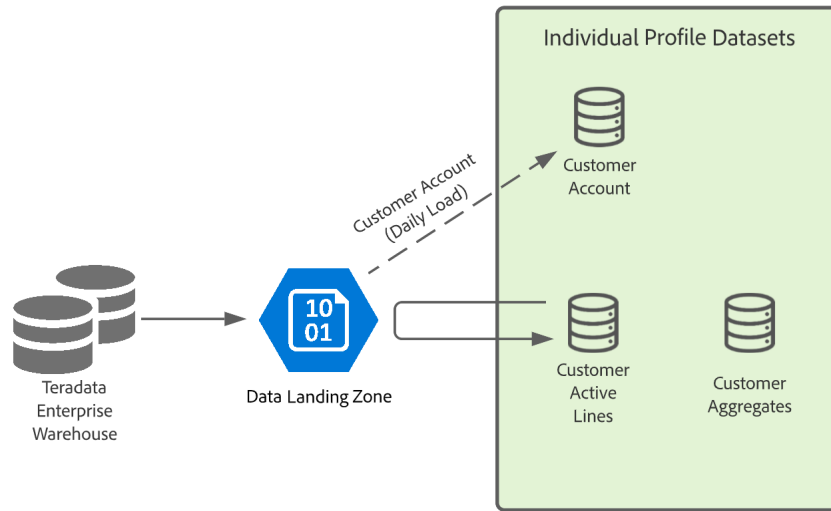 Individual Profile Datasets
Customer
Account
Customer Account
(Daily Load)
10
01
Teradata
Enterprise
Warehouse
Data Landing Zone
Customer
Active
Lines
Customer
Aggregates